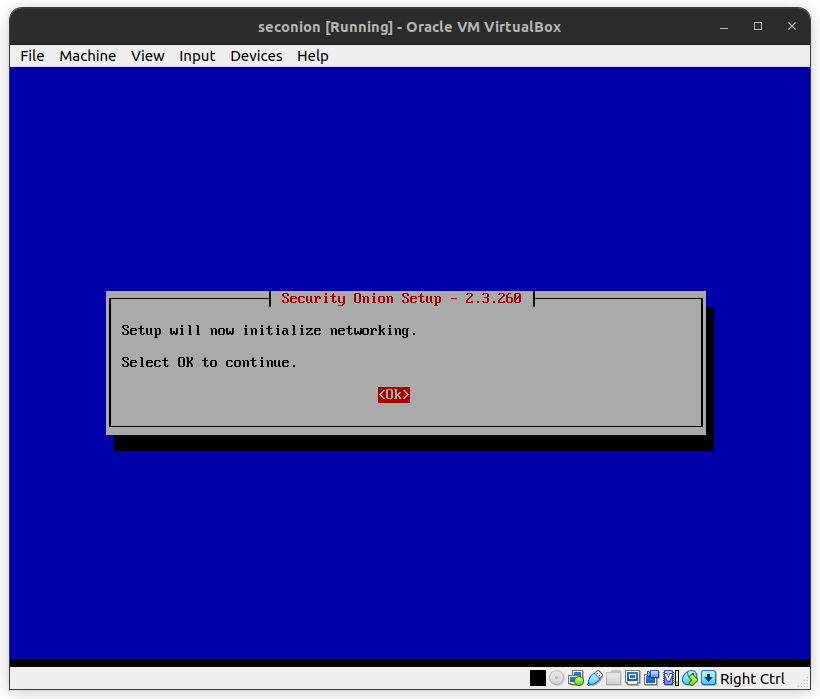 seconion [Running] - Oracle VM VirtualBox
File Machine View Input Devices Help
Security Onion Setup - 2.3.260
Setup will now initialize networking.
Select OK to continue.
<Ok>
Right Ctrl